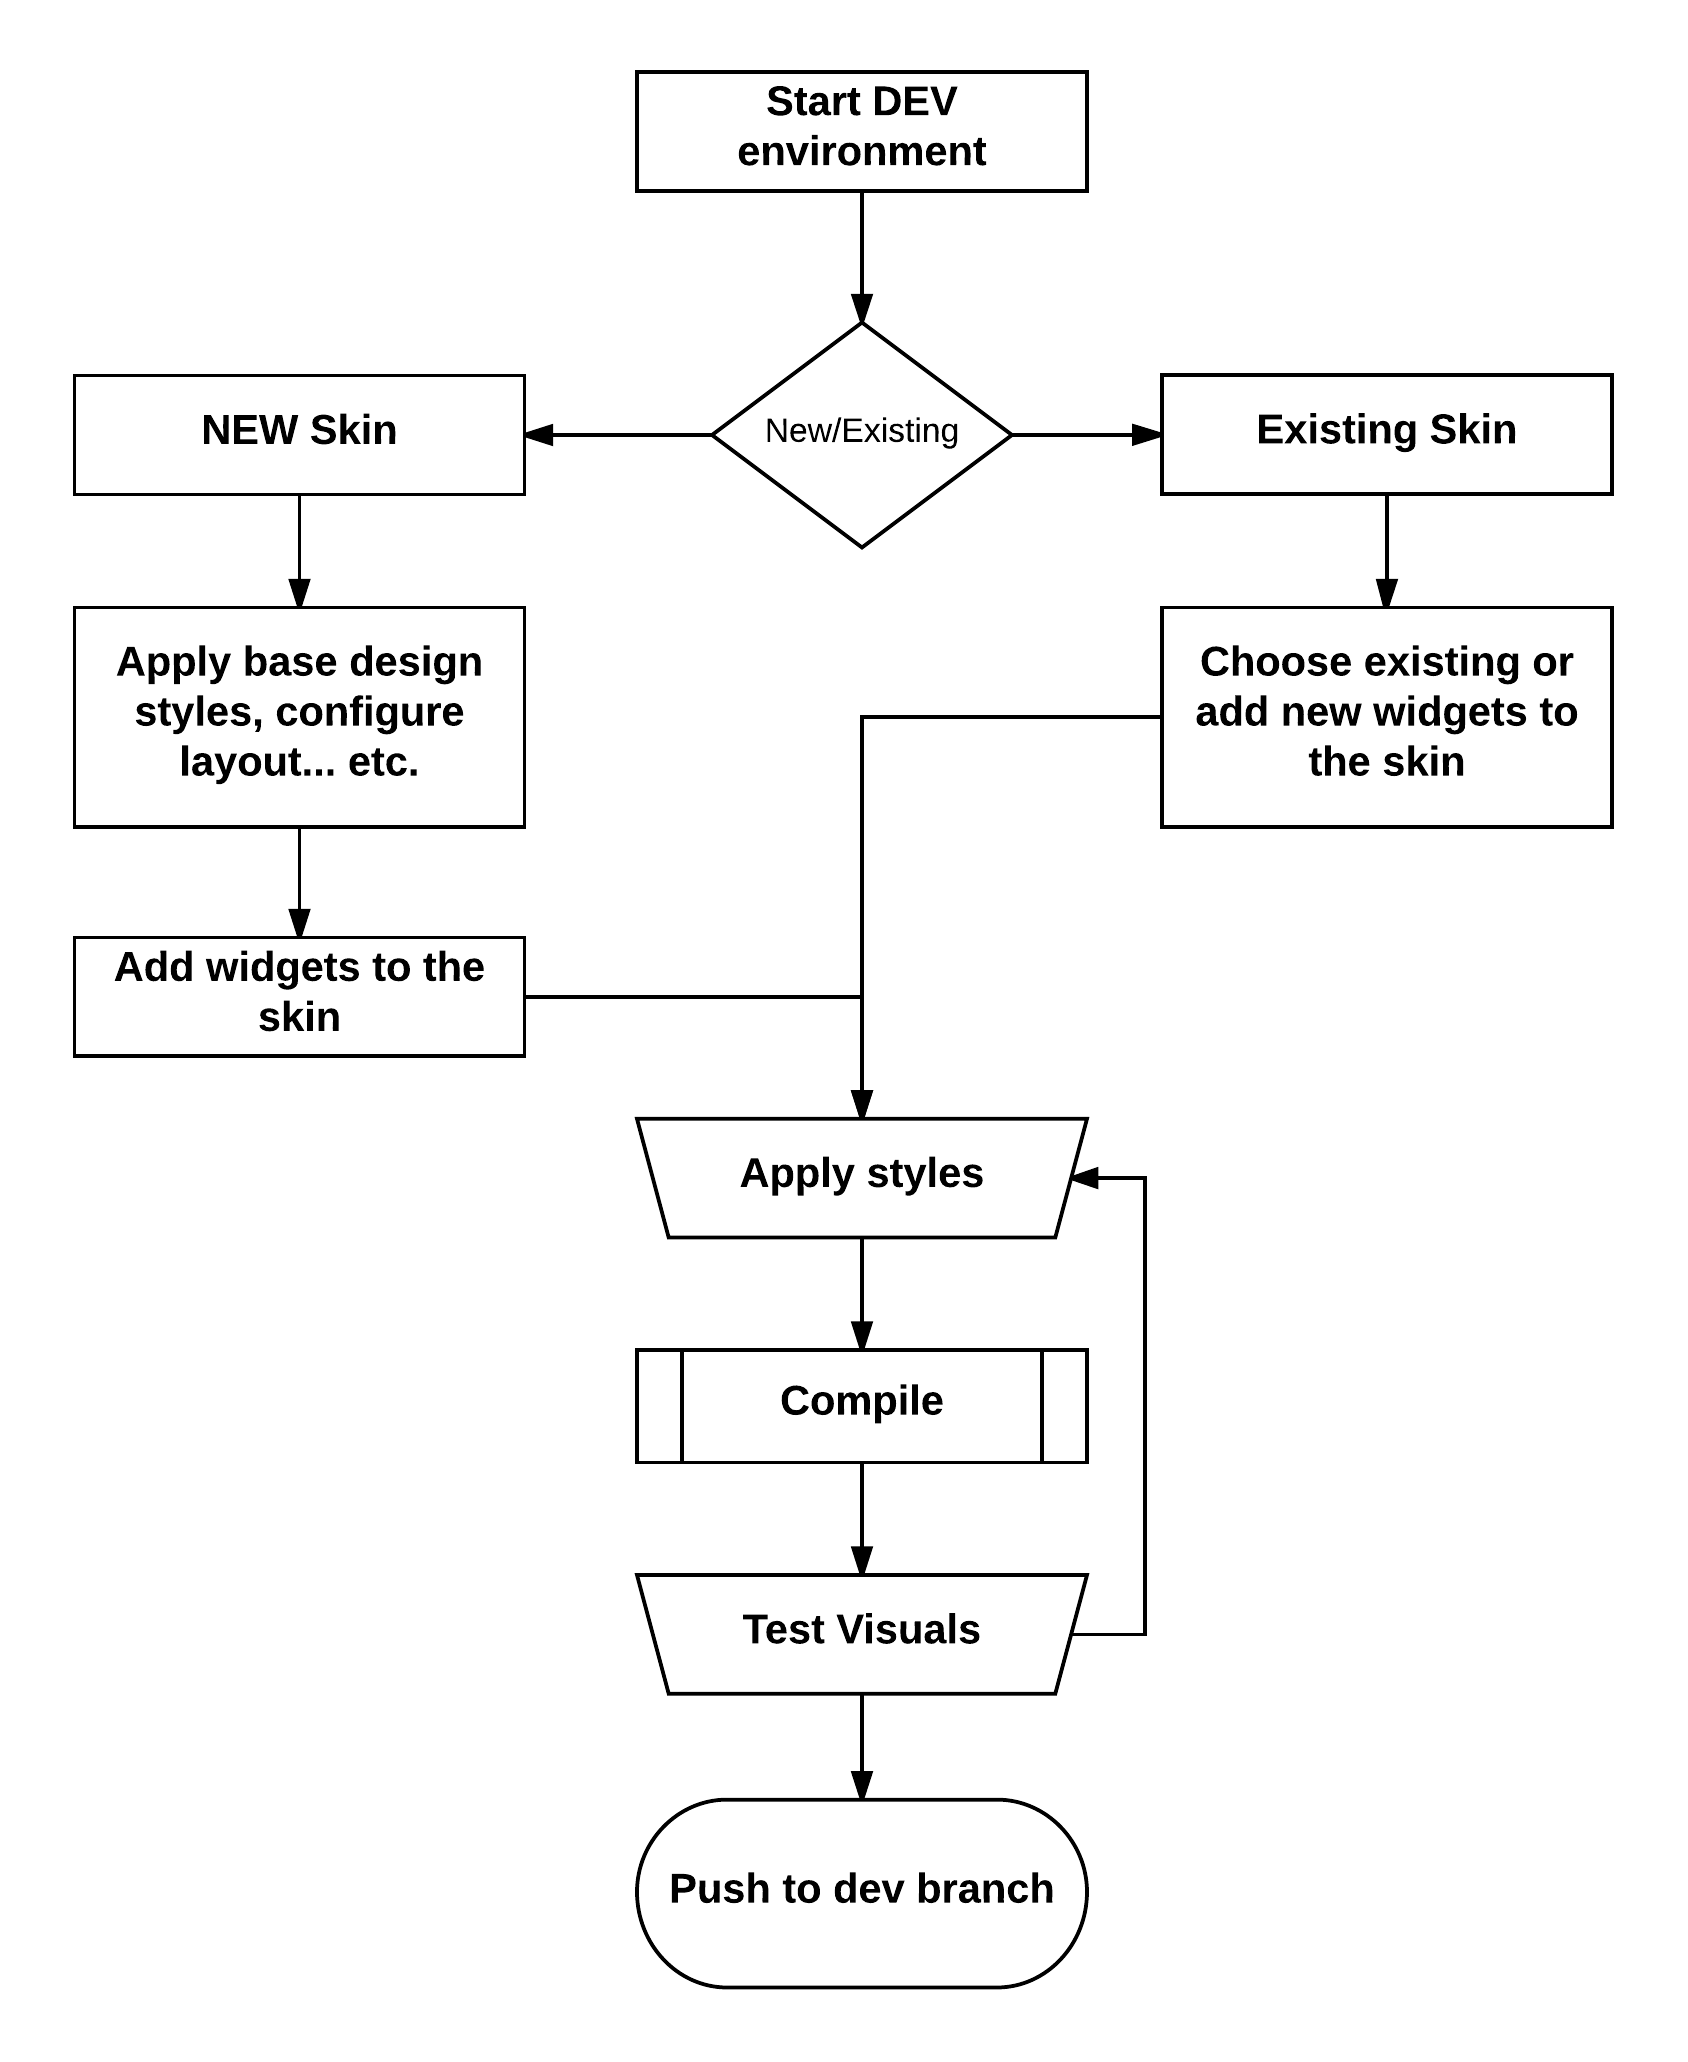 Start DEV
environment
NEW Skin
New/Existing
Existing Skin
Apply base design
styles, configure
layout... etc.
Choose existing or
add new widgets to
the skin
Add widgets to the
skin
Apply styles
Compile
Test Visuals
Push to dev branch